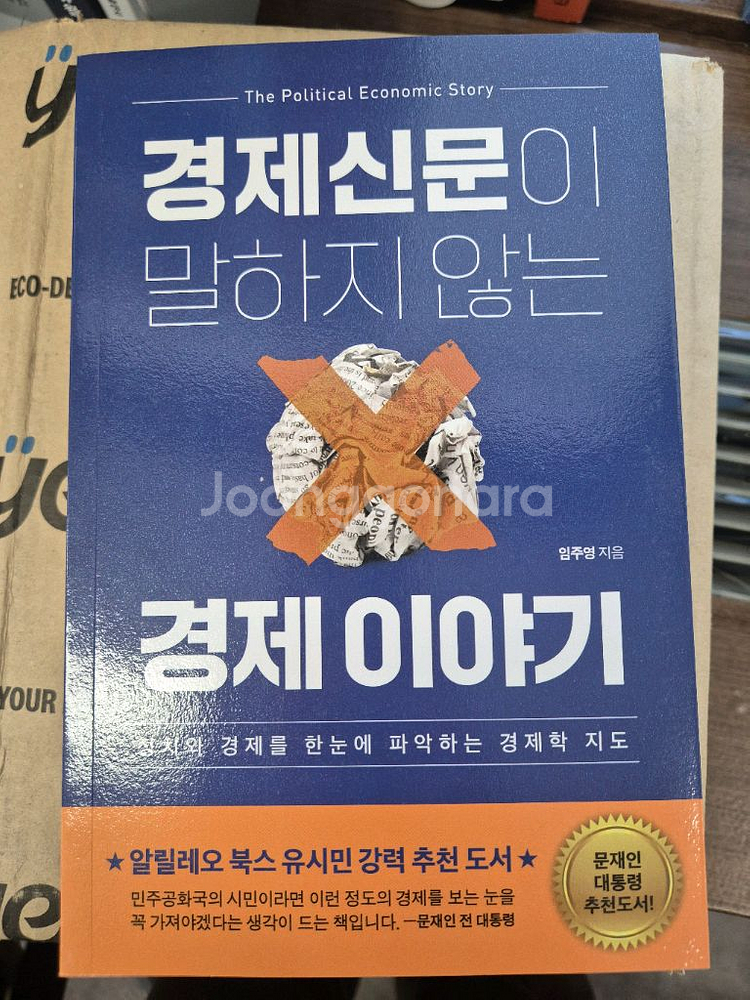 The Political Economic Story
경제신문이
말하지 않는
Joonggonara
임주영 지음
경제 이야기
정치와 경제를 한눈에 파악하는 경제학 지도
★알릴레오 북스 유시민 강력 추천 도서★
민주공화국의 시민이라면 이런 정도의 경제를 보는 눈을
꼭 가져야겠다는 생각이 드는 책입니다. —문재인 전 대통령
문재인
대통령
추천도서!
ECO-DE
YOUR